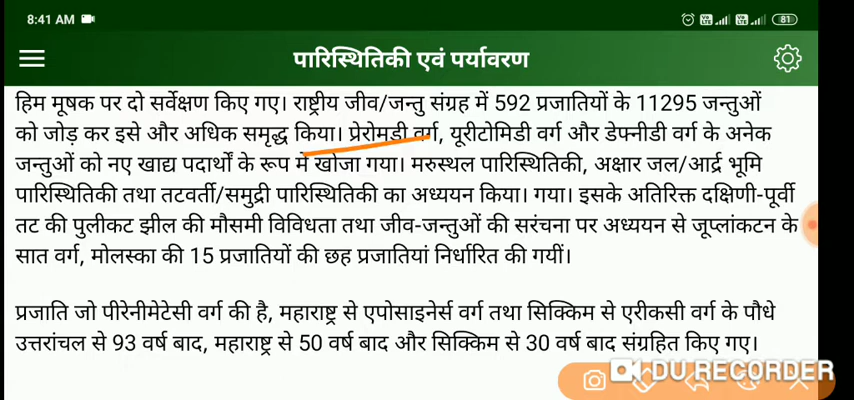 8:41 AM
81
पारिस्थितिकी एवं पर्यावरण
हिम मूषक पर दो सर्वेक्षण किए गए। राष्ट्रीय जीव/जन्तु संग्रह में 592 प्रजातियों के 11295 जन्तुओं
को जोड़ कर इसे और अधिक समृद्ध किया। प्रेरोमडी वर्ग, यूरीटोमिडी वर्ग और डेफ्नीडी वर्ग के अनेक
जन्तुओं को नए खाद्य पदार्थों के रूप में खोजा गया। मरुस्थल पारिस्थितिकी, अक्षार जल/आर्द्र भूमि
पारिस्थितिकी तथा तटवर्ती/समुद्री पारिस्थितिकी का अध्ययन किया। गया। इसके अतिरिक्त दक्षिणी-पूर्वी
तट की पुलीकट झील की मौसमी विविधता तथा जीव-जन्तुओं की सरंचना पर अध्ययन से जूप्लांकटन के
सात वर्ग, मोलस्का की 15 प्रजातियों की छह प्रजातियां निर्धारित की गयीं।
प्रजाति जो पीरेनीमेटेसी वर्ग की है, महाराष्ट्र से एपोसाइनेर्स वर्ग तथा सिक्किम से एरीकसी वर्ग के पौधे
उत्तरांचल से 93 वर्ष बाद, महाराष्ट्र से 50 वर्ष बाद और सिक्किम से 30 वर्ष बाद संग्रहित किए गए।
DU RECORDER